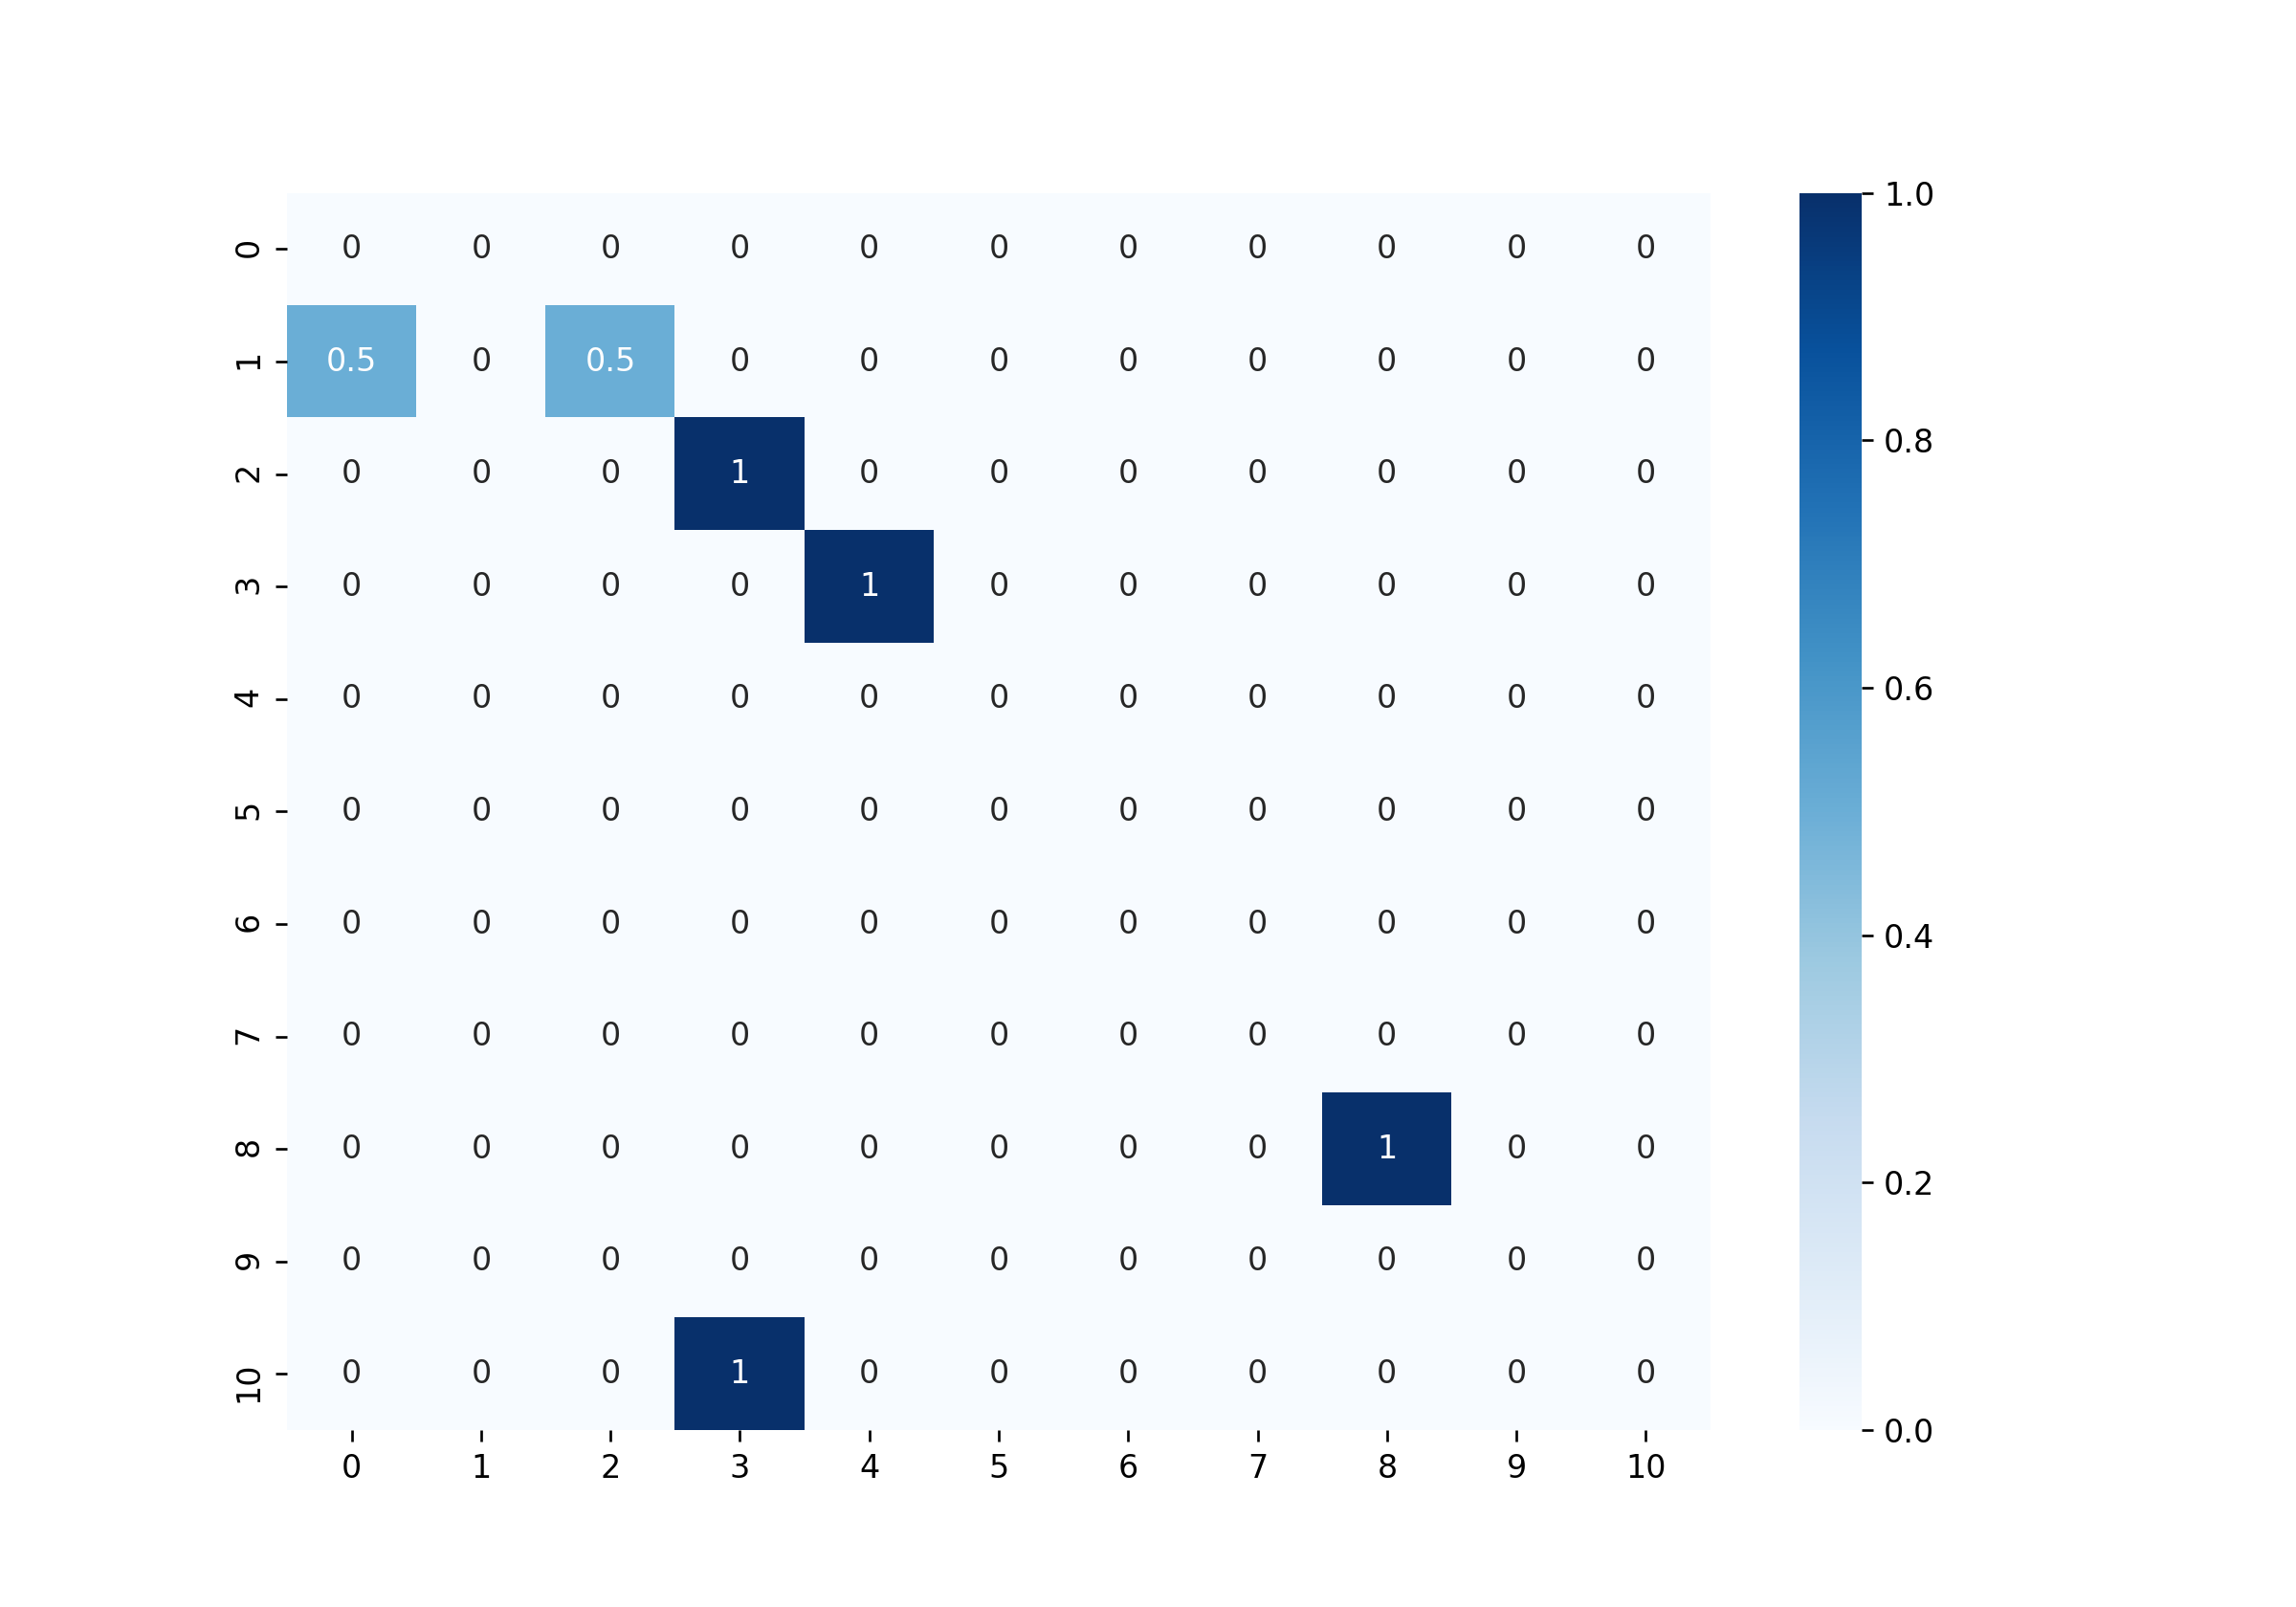 0 0 0 0 0 0 0 0 0 0 0 0
1 0.5 0 0.5 0 0 0 0 0 0 0 0
2 0 0 0 1 0 0 0 0 0 0 0
3 0 0 0 0 1 0 0 0 0 0 0
4 0 0 0 0 0 0 0 0 0 0 0
5 0 0 0 0 0 0 0 0 0 0 0
6 0 0 0 0 0 0 0 0 0 0 0
7 0 0 0 0 0 0 0 0 0 0 0
8 0 0 0 0 0 0 0 0 1 0 0
9 0 0 0 0 0 0 0 0 0 0 0
10 0 0 0 1 0 0 0 0 0 0 0
0 1 2 3 4 5 6 7 8 9 10
1.0
0.8
0.6
0.4
0.2
0.0